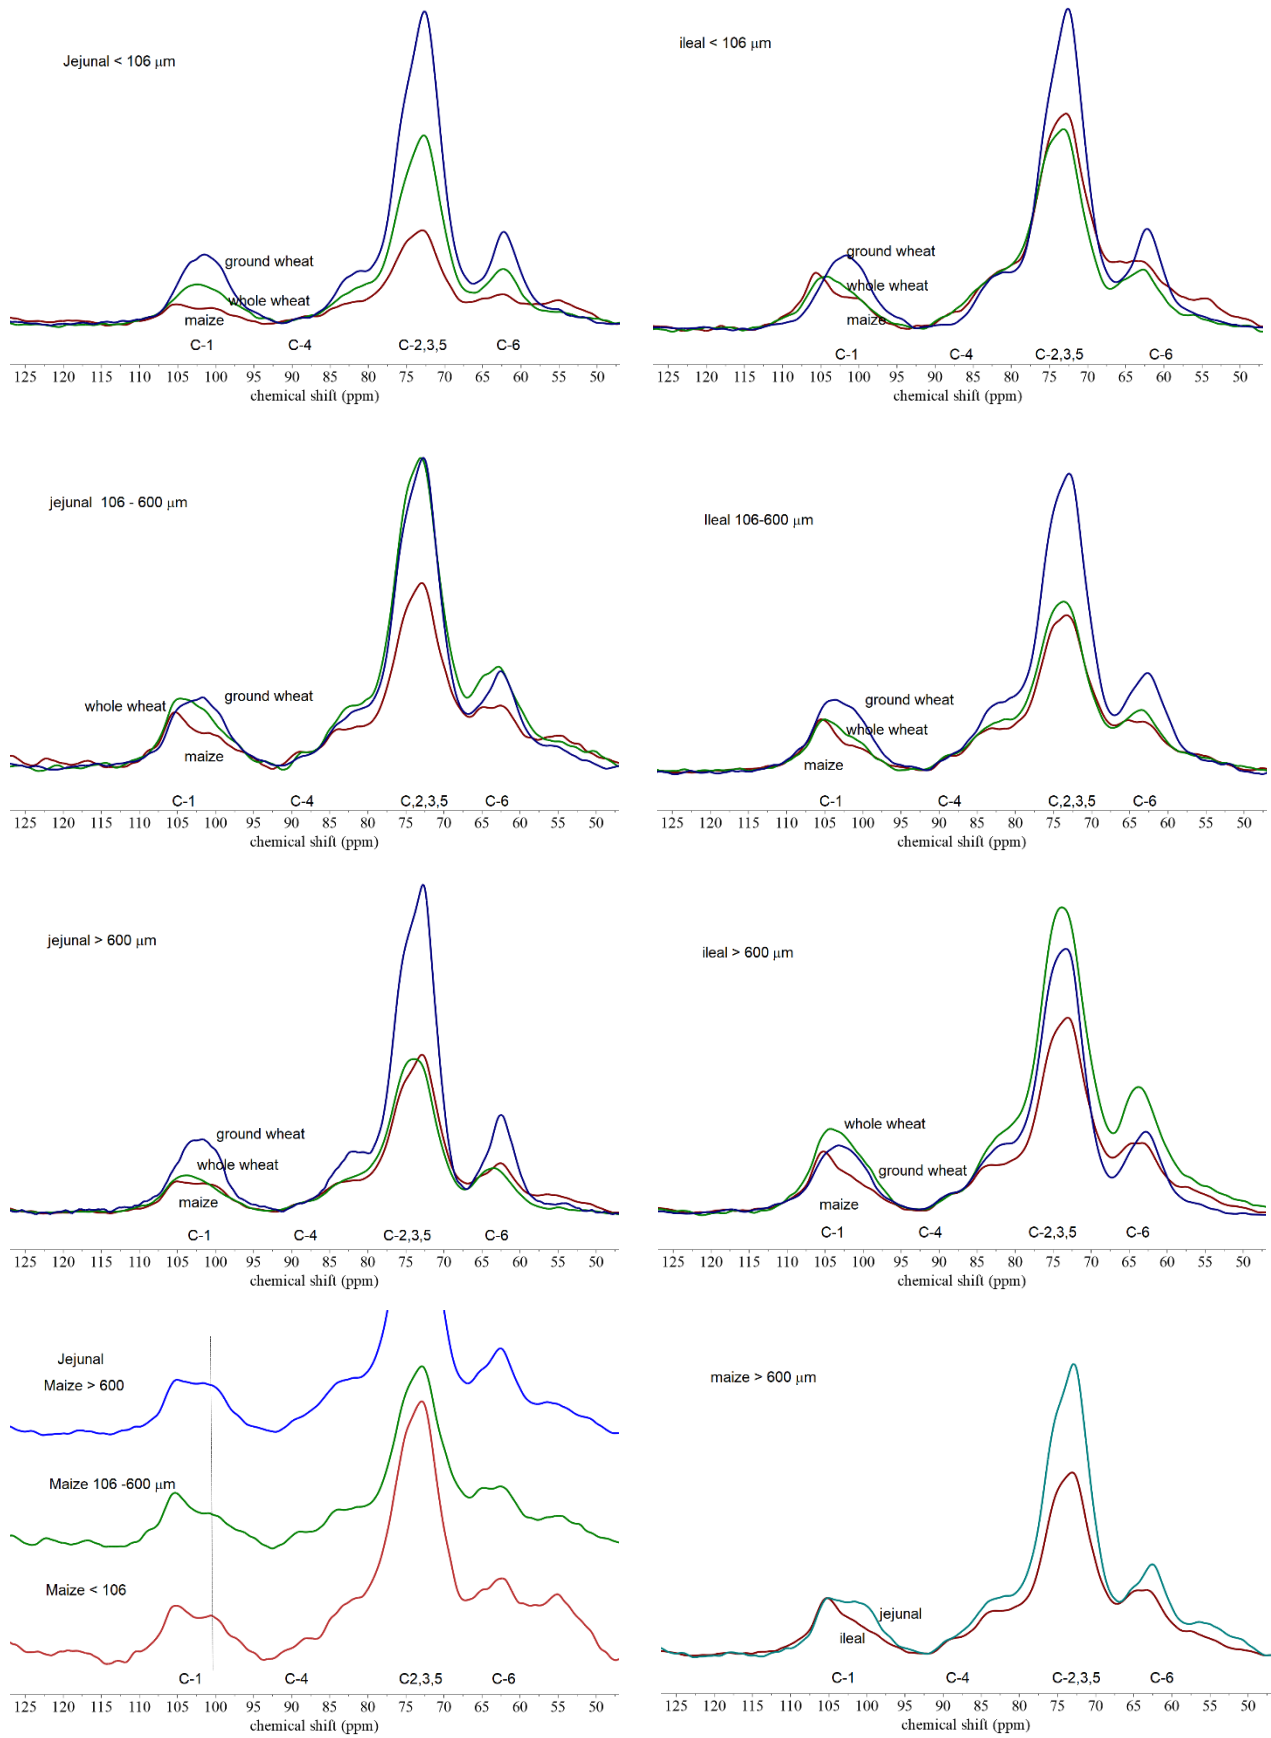 Jejunal < 106 μm
ground wheat
whole wheat
maize
C-1 C-4 C-2,3,5 C-6
125 120 115 110 105 100 95 90 85 80 75 70 65 60 55 50
chemical shift (ppm)
ileal < 106 μm
ground wheat
whole wheat
maize
C-1 C-4 C-2,3,5 C-6
125 120 115 110 105 100 95 90 85 80 75 70 65 60 55 50
chemical shift (ppm)
jejunal 106 - 600 μm
whole wheat
ground wheat
maize
C-1 C-4 C,2,3,5 C-6
125 120 115 110 105 100 95 90 85 80 75 70 65 60 55 50
chemical shift (ppm)
Ileal 106-600 μm
ground wheat
whole wheat
maize
C-1 C-4 C,2,3,5 C-6
125 120 115 110 105 100 95 90 85 80 75 70 65 60 55 50
chemical shift (ppm)
jejunal > 600 μm
ground wheat
whole wheat
maize
C-1 C-4 C-2,3,5 C-6
125 120 115 110 105 100 95 90 85 80 75 70 65 60 55 50
chemical shift (ppm)
ileal > 600 μm
whole wheat
ground wheat
maize
C-1 C-4 C-2,3,5 C-6
125 120 115 110 105 100 95 90 85 80 75 70 65 60 55 50
chemical shift (ppm)
Jejunal
Maize > 600
Maize 106 -600 μm
Maize < 106
C-1 C-4 C2,3,5 C-6
125 120 115 110 105 100 95 90 85 80 75 70 65 60 55 50
chemical shift (ppm)
maize > 600 μm
jejunal
ileal
C-1 C-4 C-2,3,5 C-6
125 120 115 110 105 100 95 90 85 80 75 70 65 60 55 50
chemical shift (ppm)